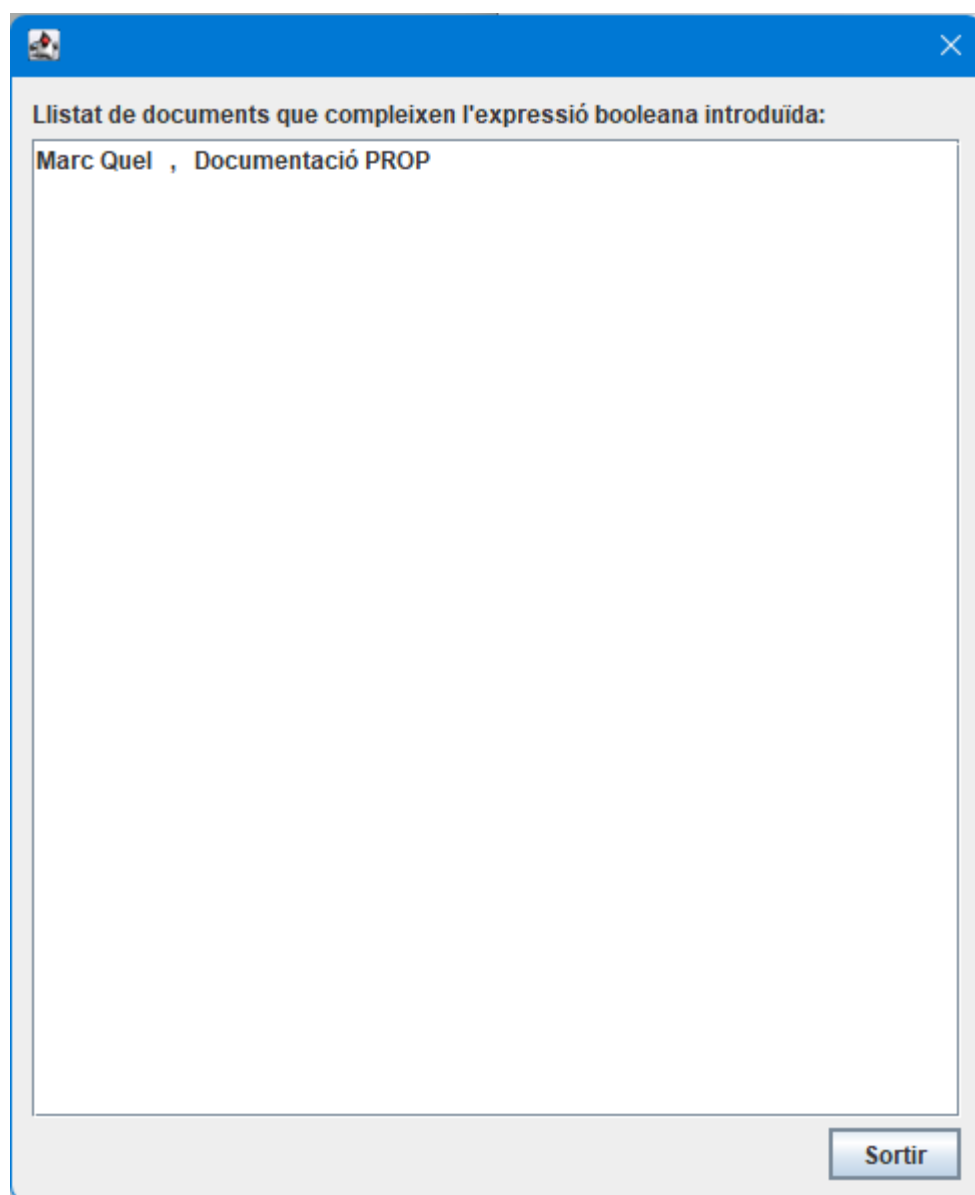 Llistat de documents que compleixen l'expressió booleana introduïda:
Marc Quel , Documentació PROP
Sortir